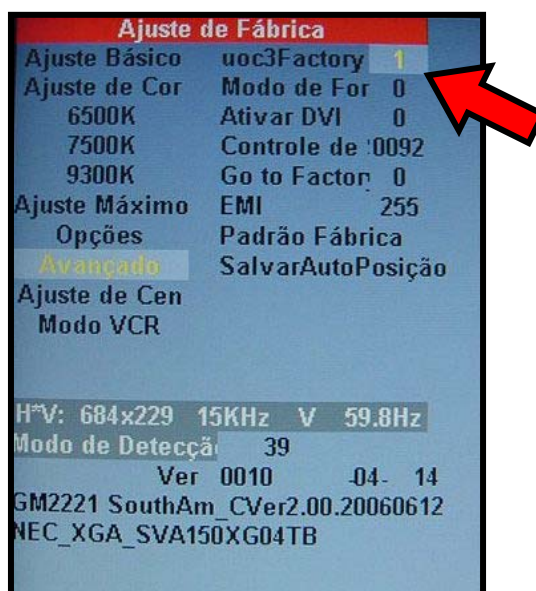 Ajuste de Fábrica
Ajuste Básico uoc3Factory 1
Ajuste de Cor Modo de For 0
6500K Ativar DVI 0
7500K Controle de :0092
9300K Go to Factor 0
Ajuste Máximo EMI 255
Opções Padrão Fábrica
Avançado SalvarAutoPosição
Ajuste de Cen
Modo VCR
H*V: 684x229 15KHz V 59.8Hz
Modo de Detecçã 39
Ver 0010 -04- 14
GM2221 SouthAm_CVer2.00.20060612
NEC_XGA_SVA150XG04TB